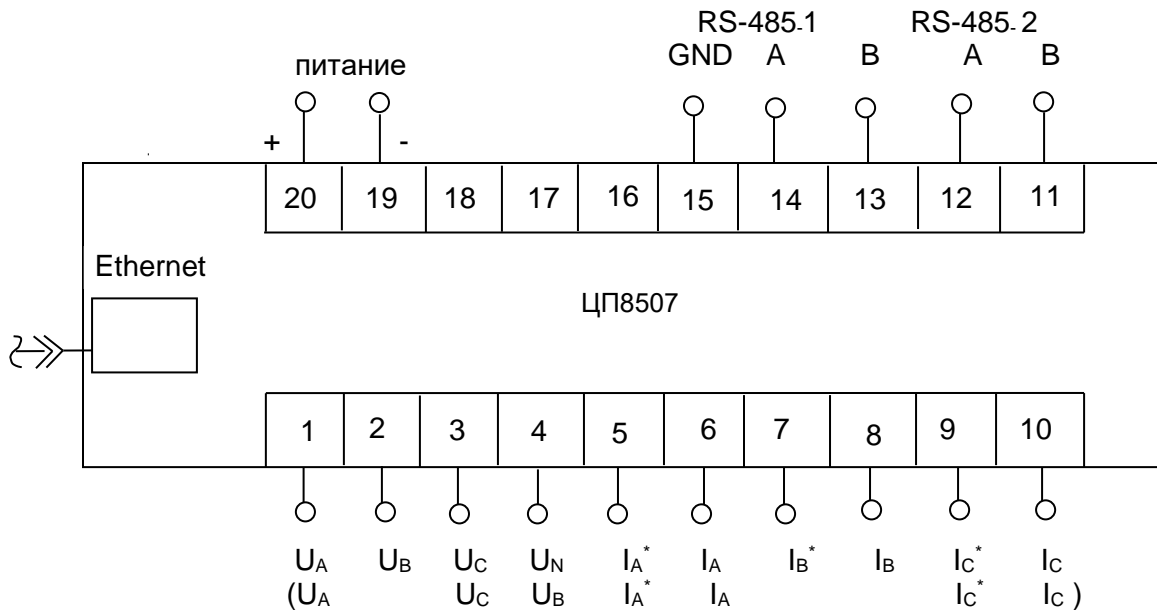 RS-485-1 RS-485-2
GND A B A B
питание
+ -
20 19 18 17 16 15 14 13 12 11
Ethernet
ЦП8507
1 2 3 4 5 6 7 8 9 10
UA UB UC UN IA* IA IB* IB IC* IC
(UA UC UB IA* IA IC* IC )